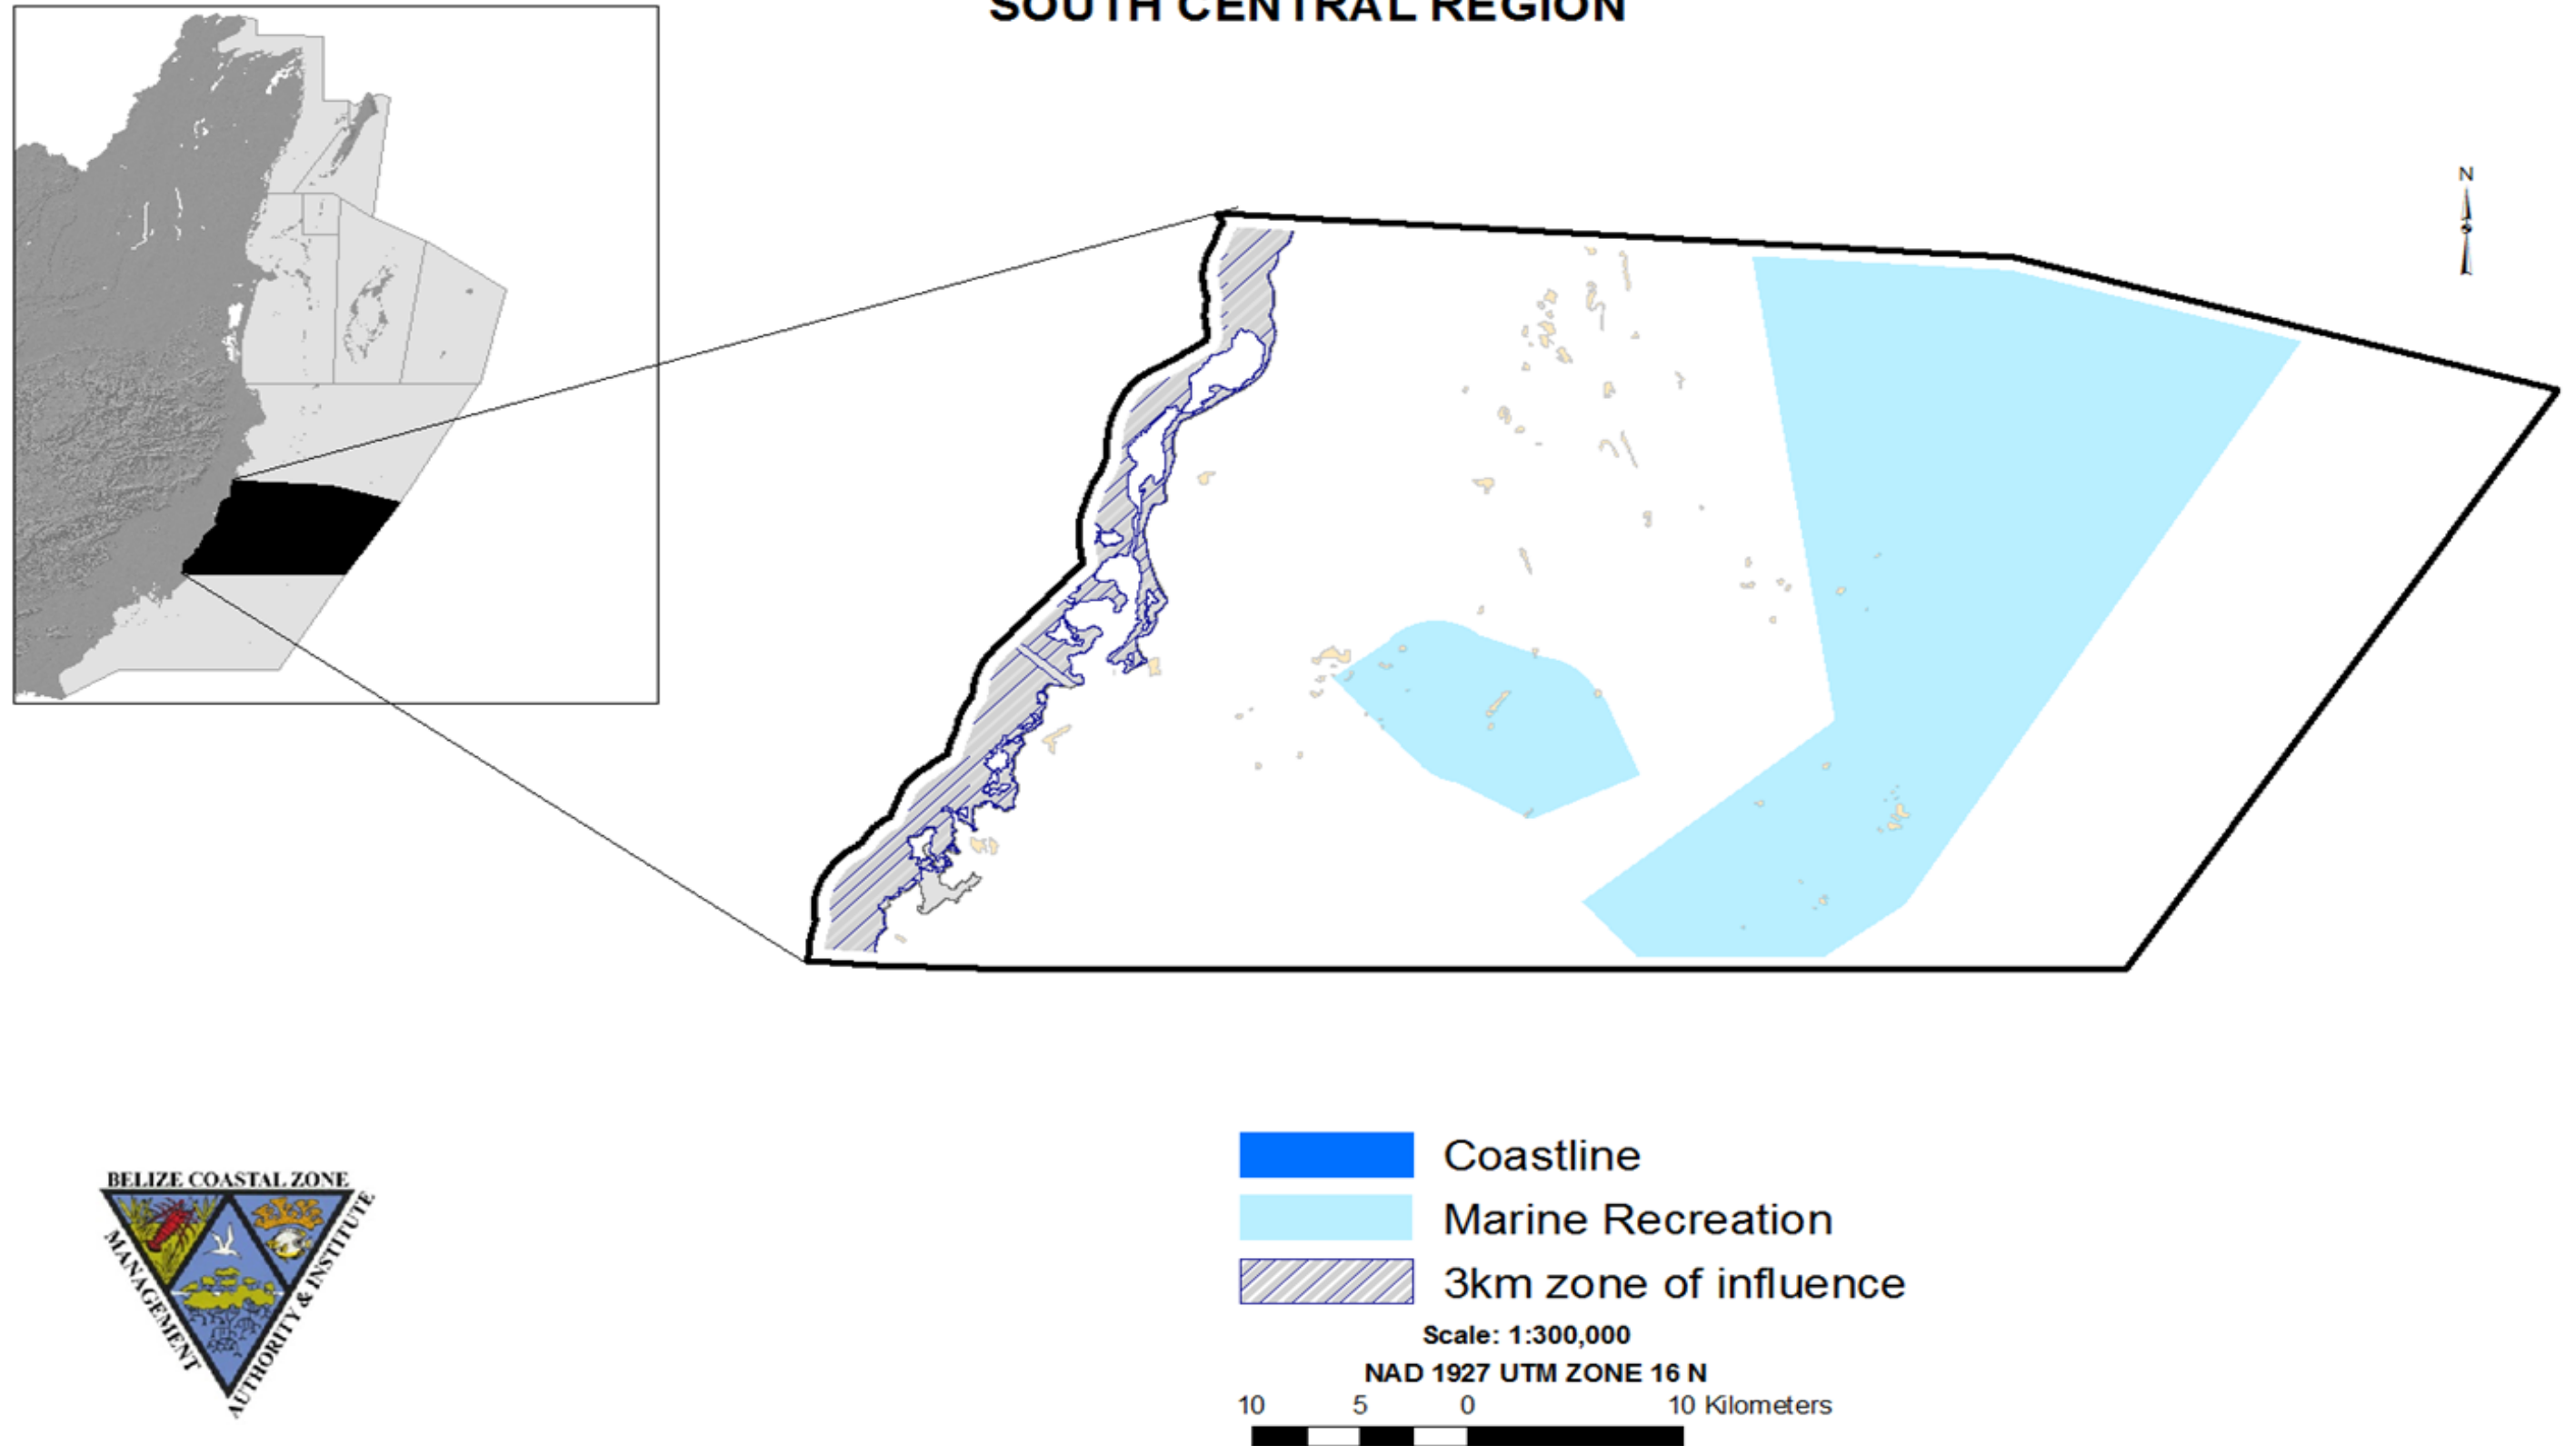 SOUTH CENTRAL REGION
N
Coastline
Marine Recreation
3km zone of influence
Scale: 1:300,000
NAD 1927 UTM ZONE 16 N
10 5 0 10 Kilometers
BELIZE COASTAL ZONE
MANAGEMENT
AUTHORITY & INSTITUTE